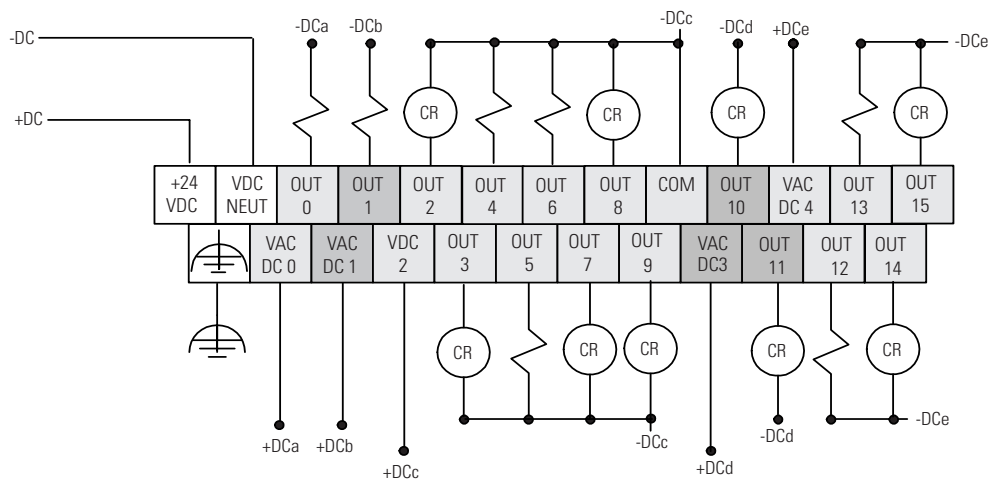 -DC
+DC
-DCa
-DCb
-DCc
-DCd
+DCe
-DCe
CR
CR
CR
CR
+24
VDC
VDC
NEUT
OUT
0
OUT
1
OUT
2
OUT
4
OUT
6
OUT
8
COM
OUT
10
VAC
DC 4
OUT
13
OUT
15
VAC
DC 0
VAC
DC 1
VDC
2
OUT
3
OUT
5
OUT
7
OUT
9
VAC
DC3
OUT
11
OUT
12
OUT
14
CR
CR
CR
CR
CR
+DCa
+DCb
+DCc
-DCc
+DCd
-DCd
-DCe